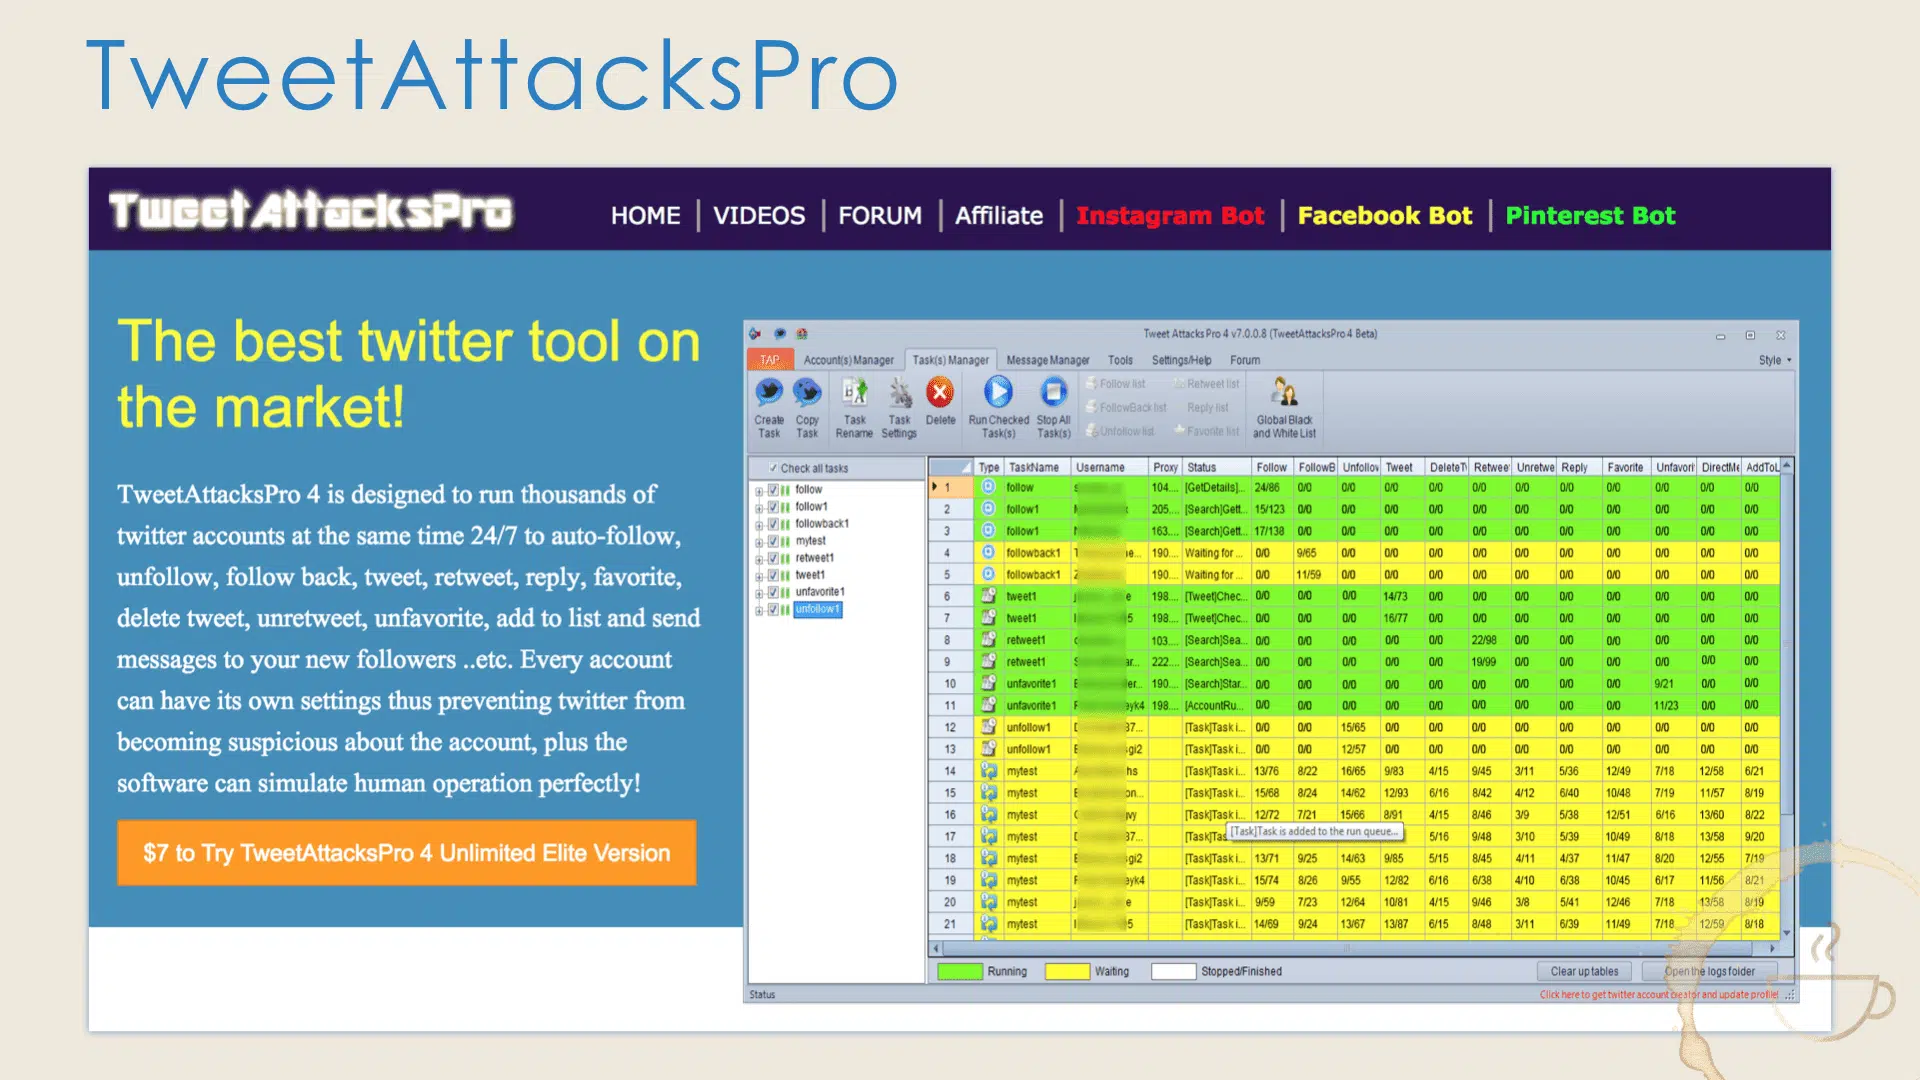 TweetAttacksPro
TweetAttacksPro
HOME | VIDEOS | FORUM | Affiliate | Instagram Bot | Facebook Bot | Pinterest Bot
The best twitter tool on
the market!
TweetAttacksPro 4 is designed to run thousands of
twitter accounts at the same time 24/7 to auto-follow,
unfollow, follow back, tweet, retweet, reply, favorite,
delete tweet, unretweet, unfavorite, add to list and send
messages to your new followers ..etc. Every account
can have its own settings thus preventing twitter from
becoming suspicious about the account, plus the
software can simulate human operation perfectly!
$7 to Try TweetAttacksPro 4 Unlimited Elite Version
Tweet Attacks Pro 4 v7.0.0.8 (TweetAttacksPro 4 Beta)
TAP Account(s) Manager Task(s) Manager Message Manager Tools Settings/Help Forum Style
Create Task
Copy Task
Task Rename
Task Settings
Delete
Run Checked Task(s)
Stop All Task(s)
Follow list Retweet list
FollowBack list Reply list
Unfollow list Favorite list
Global Black and White List
Check all tasks
follow
follow1
followback1
mytest
retweet1
tweet1
unfavorite1
unfollow1
Type TaskName Username Proxy Status Follow FollowB Unfollov Tweet DeleteT Retwee Unretwe Reply Favorite Unfavori DirectMe AddToL
1 follow 104.... [GetDetails]... 24/86 0/0 0/0 0/0 0/0 0/0 0/0 0/0 0/0 0/0 0/0 0/0
2 follow1 205.... [Search]Gett... 15/123 0/0 0/0 0/0 0/0 0/0 0/0 0/0 0/0 0/0 0/0 0/0
3 follow1 163.... [Search]Gett... 17/138 0/0 0/0 0/0 0/0 0/0 0/0 0/0 0/0 0/0 0/0 0/0
4 followback1 190.... Waiting for ... 0/0 9/65 0/0 0/0 0/0 0/0 0/0 0/0 0/0 0/0 0/0 0/0
5 followback1 190.... Waiting for ... 0/0 11/59 0/0 0/0 0/0 0/0 0/0 0/0 0/0 0/0 0/0 0/0
6 tweet1 198.... [Tweet]Chec... 0/0 0/0 0/0 14/73 0/0 0/0 0/0 0/0 0/0 0/0 0/0 0/0
7 tweet1 198.... [Tweet]Chec... 0/0 0/0 0/0 16/77 0/0 0/0 0/0 0/0 0/0 0/0 0/0 0/0
8 retweet1 103.... [Search]Sea... 0/0 0/0 0/0 0/0 0/0 22/98 0/0 0/0 0/0 0/0 0/0 0/0
9 retweet1 222.... [Search]Sea... 0/0 0/0 0/0 0/0 0/0 19/99 0/0 0/0 0/0 0/0 0/0 0/0
10 unfavorite1 190.... [Search]Star... 0/0 0/0 0/0 0/0 0/0 0/0 0/0 0/0 0/0 9/21 0/0 0/0
11 unfavorite1 198.... [AccountRu... 0/0 0/0 0/0 0/0 0/0 0/0 0/0 0/0 0/0 11/23 0/0 0/0
12 unfollow1 [Task]Task i... 0/0 0/0 15/65 0/0 0/0 0/0 0/0 0/0 0/0 0/0 0/0 0/0
13 unfollow1 [Task]Task i... 0/0 0/0 12/57 0/0 0/0 0/0 0/0 0/0 0/0 0/0 0/0 0/0
14 mytest [Task]Task i... 13/76 8/22 16/65 9/83 4/15 9/45 3/11 5/36 12/49 7/18 12/58 6/21
15 mytest [Task]Task i... 15/68 8/24 14/62 12/93 6/16 8/42 4/12 6/40 10/48 7/19 11/57 8/19
16 mytest [Task]Task i... 12/72 7/21 15/66 8/91 4/15 8/46 3/9 5/38 12/51 6/16 13/60 8/22
17 mytest [Task]Tas [Task]Task is added to the run queue... 5/16 9/48 3/10 5/39 10/49 8/18 13/58 9/20
18 mytest [Task]Task i... 13/71 9/25 14/63 9/85 5/15 8/45 4/11 4/37 11/47 8/20 12/55 7/19
19 mytest [Task]Task i... 15/74 8/26 9/55 12/82 6/16 6/38 4/10 6/38 10/45 6/17 11/56 8/21
20 mytest [Task]Task i... 9/59 7/23 12/64 10/81 4/15 9/46 3/8 5/41 12/46 7/18 13/58 8/19
21 mytest [Task]Task i... 14/69 9/24 13/67 13/87 6/15 8/48 3/11 6/39 11/49 7/18 12/59 8/18
Running Waiting Stopped/Finished Clear up tables Open the logs folder
Status Click here to get twitter account creator and update profile!